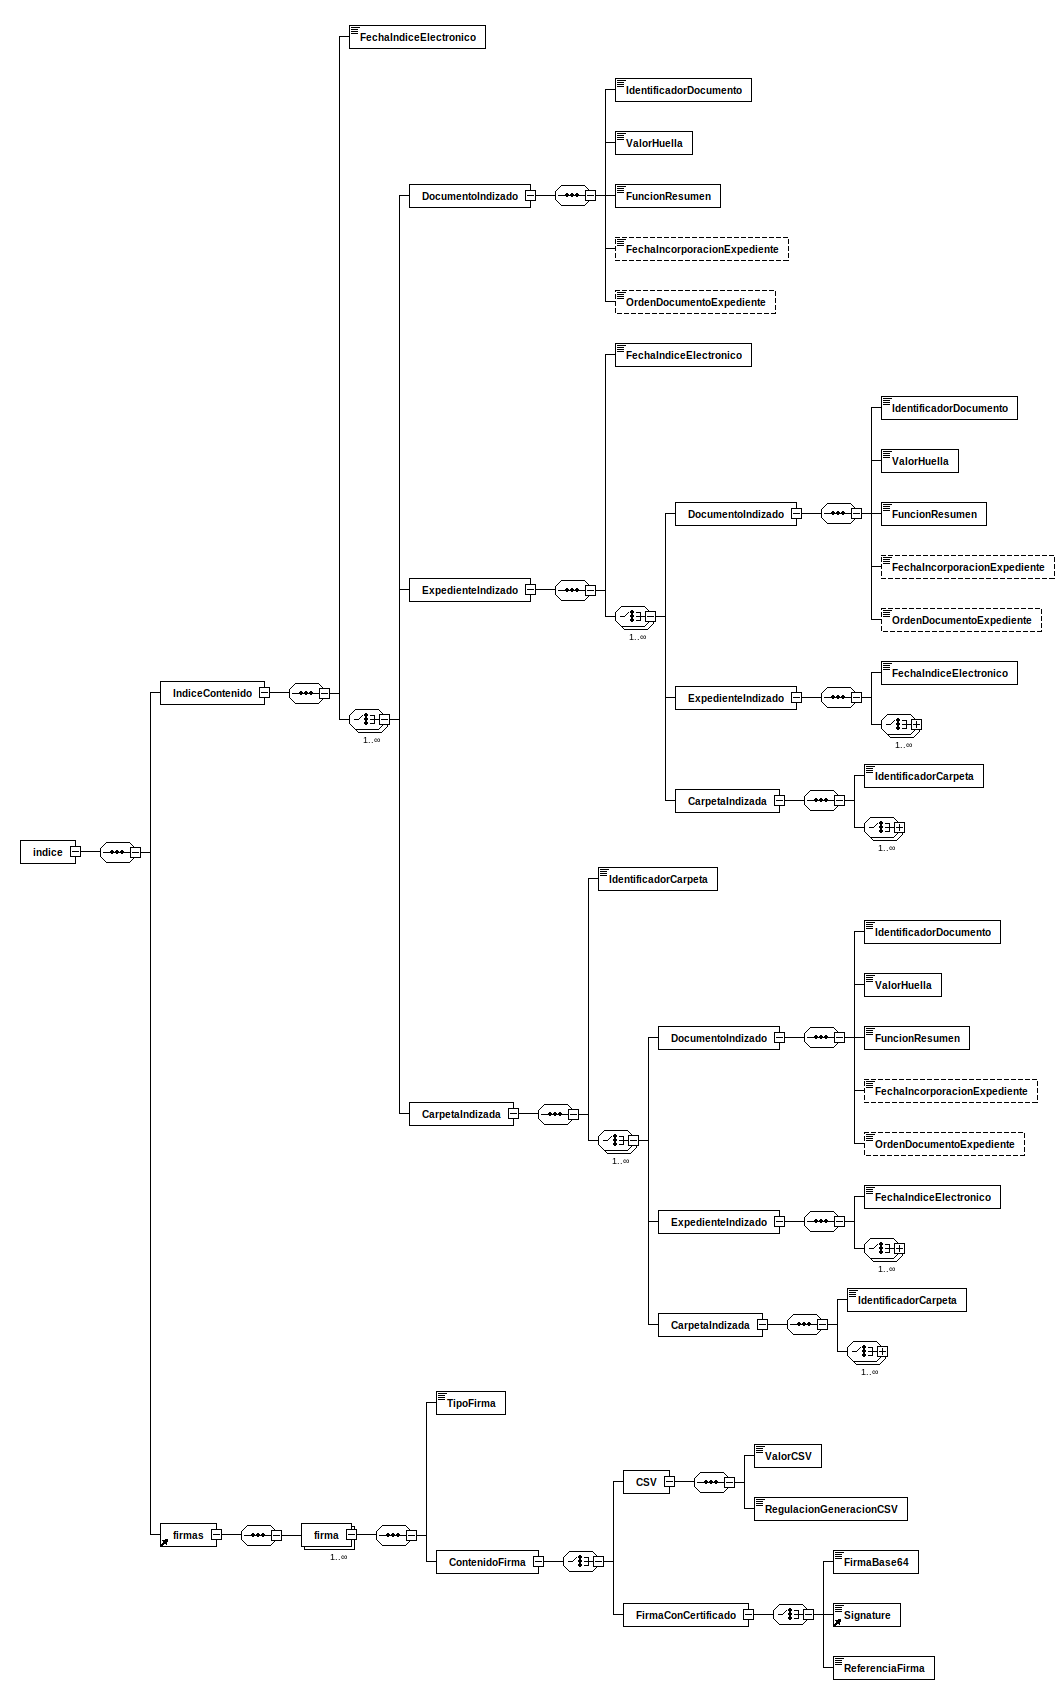 FechaIndiceElectronico
IdentificadorDocumento
ValorHuella
DocumentoIndizado
FuncionResumen
FechaIncorporacionExpediente
OrdenDocumentoExpediente
FechaIndiceElectronico
IdentificadorDocumento
ValorHuella
DocumentoIndizado
FuncionResumen
FechaIncorporacionExpediente
ExpedienteIndizado
OrdenDocumentoExpediente
1..∞
FechaIndiceElectronico
IndiceContenido
ExpedienteIndizado
1..∞
1..∞
IdentificadorCarpeta
CarpetaIndizada
1..∞
indice
IdentificadorCarpeta
IdentificadorDocumento
ValorHuella
DocumentoIndizado
FuncionResumen
FechaIncorporacionExpediente
CarpetaIndizada
OrdenDocumentoExpediente
1..∞
FechaIndiceElectronico
ExpedienteIndizado
1..∞
IdentificadorCarpeta
CarpetaIndizada
1..∞
TipoFirma
ValorCSV
CSV
RegulacionGeneracionCSV
firmas
firma
1..∞
ContenidoFirma
FirmaBase64
FirmaConCertificado
Signature
ReferenciaFirma